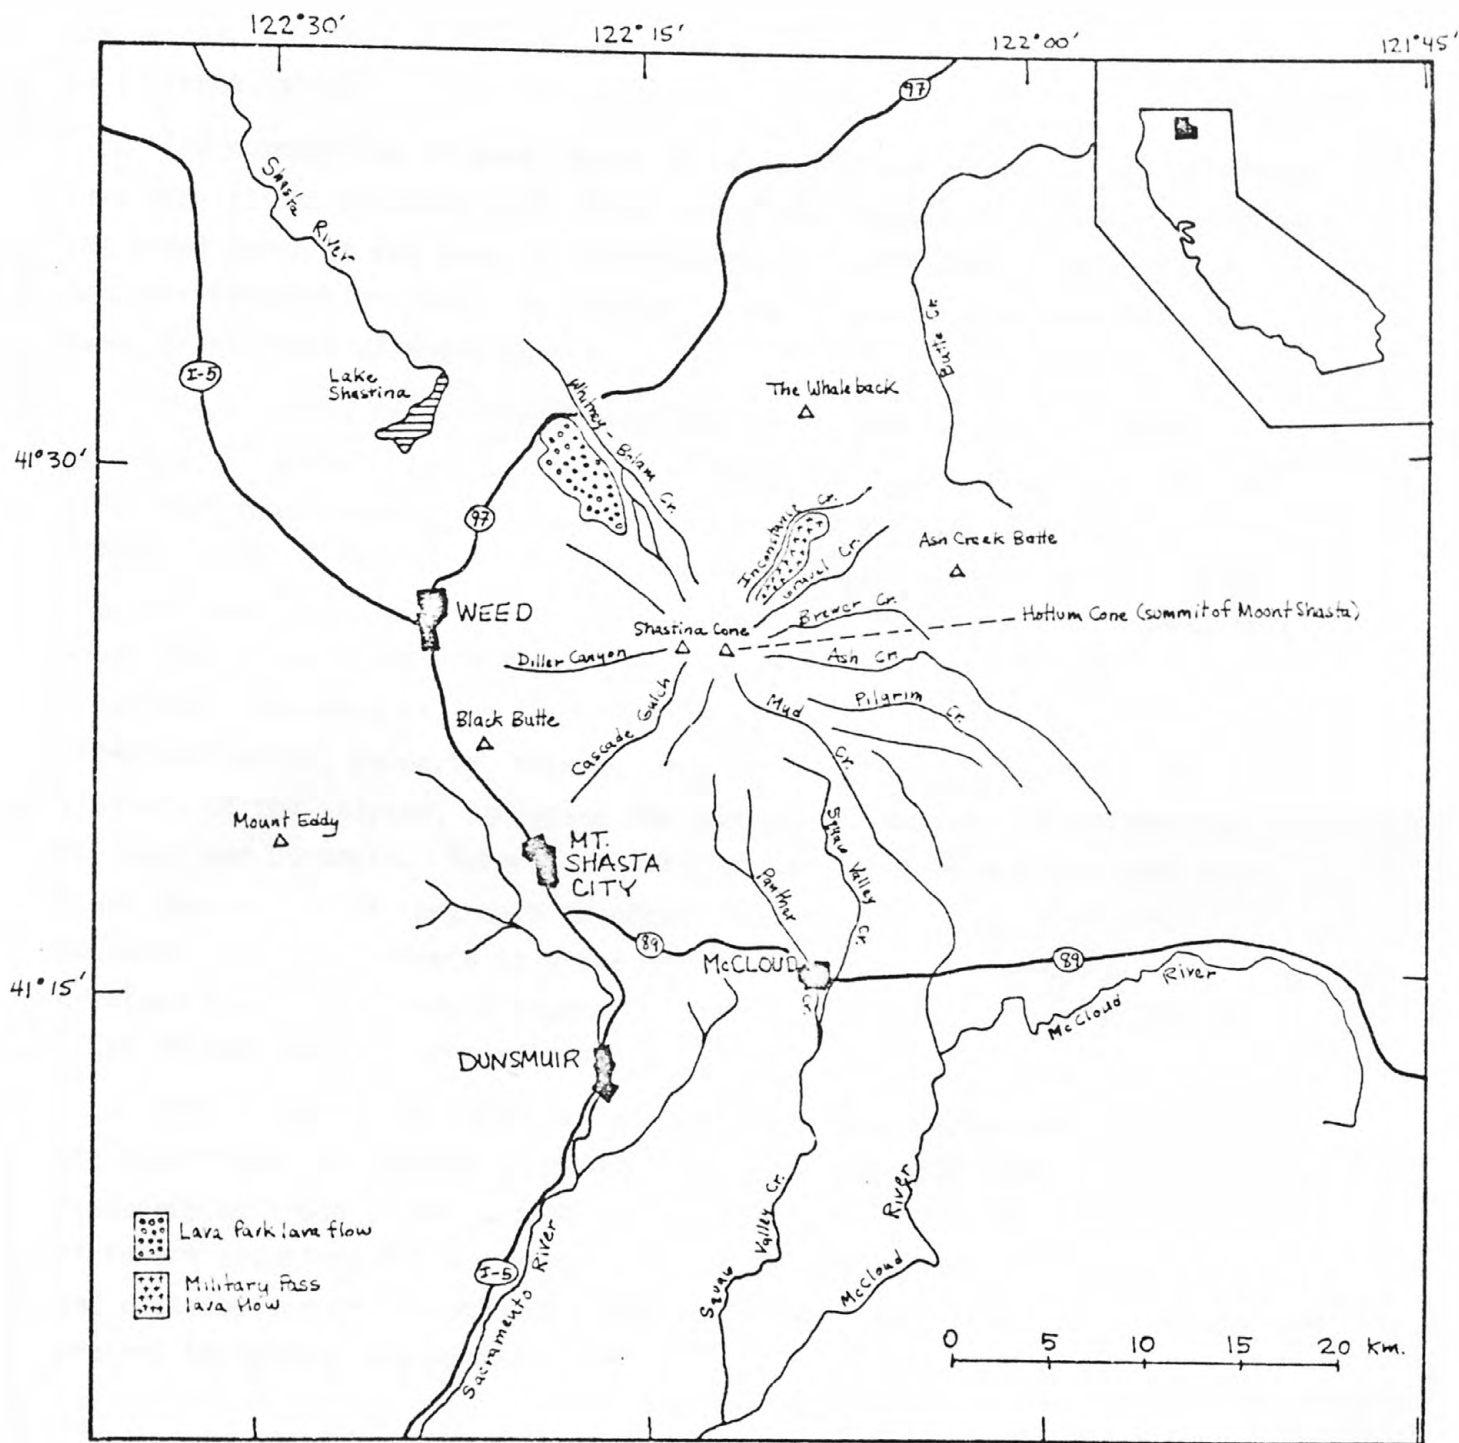 122°30'
122°15'
122°00'
121°45'
97
Shasta River
I-5
Lake
Shastina
Whitney-Bolam Cr.
The Whaleback
Butte Cr.
41°30'
97
Inconstance Cr.
Gravel Cr.
Ash Creek Butte
WEED
Brewer Cr.
Hotlum Cone (summit of Mount Shasta)
Shastina Cone
Diller Canyon
Ash Cr.
Cascade Gulch
Mud Cr.
Pilgrim Cr.
Black Butte
Mount Eddy
MT.
SHASTA
CITY
Squaw Valley Cr.
Panther
89
McCLOUD
89
McCloud River
41°15'
DUNSMUIR
Squaw Valley Cr.
McCloud River
Lava Park lava flow
Military Pass
lava flow
I-5
Sacramento River
0 5 10 15 20 Km.